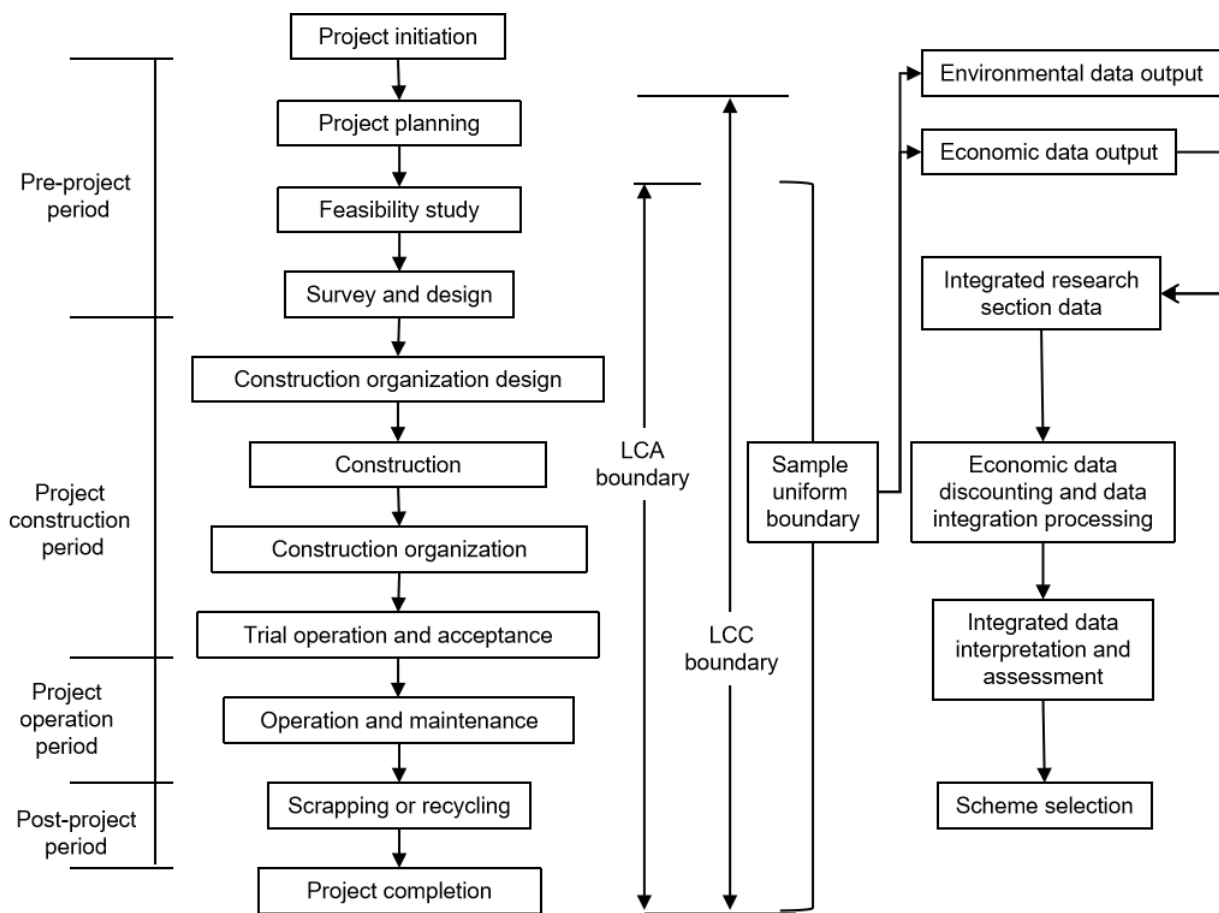 Project initiation
Project planning
Feasibility study
Survey and design
Construction organization design
Construction
Construction organization
Trial operation and acceptance
Operation and maintenance
Scrapping or recycling
Project completion
Pre-project
period
Project
construction
period
Project
operation
period
Post-project
period
LCA
boundary
LCC
boundary
Sample
uniform
boundary
Environmental data output
Economic data output
Integrated research
section data
Economic data
discounting and data
integration processing
Integrated data
interpretation and
assessment
Scheme selection